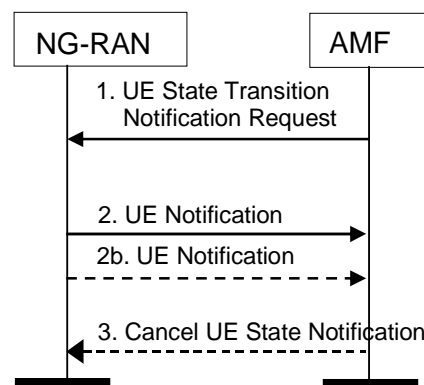 NG-RAN
AMF
1. UE State Transition
Notification Request
2. UE Notification
2b. UE Notification
3. Cancel UE State Notification